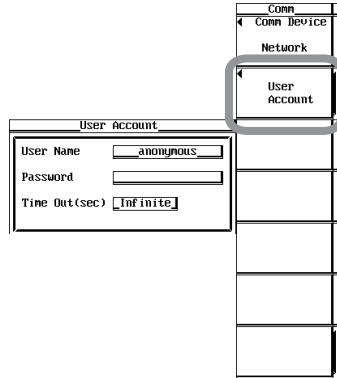 Comm
Comm Device
Network
User
Account
User Account
User Name anonymous
Password
Time Out(sec) Infinite